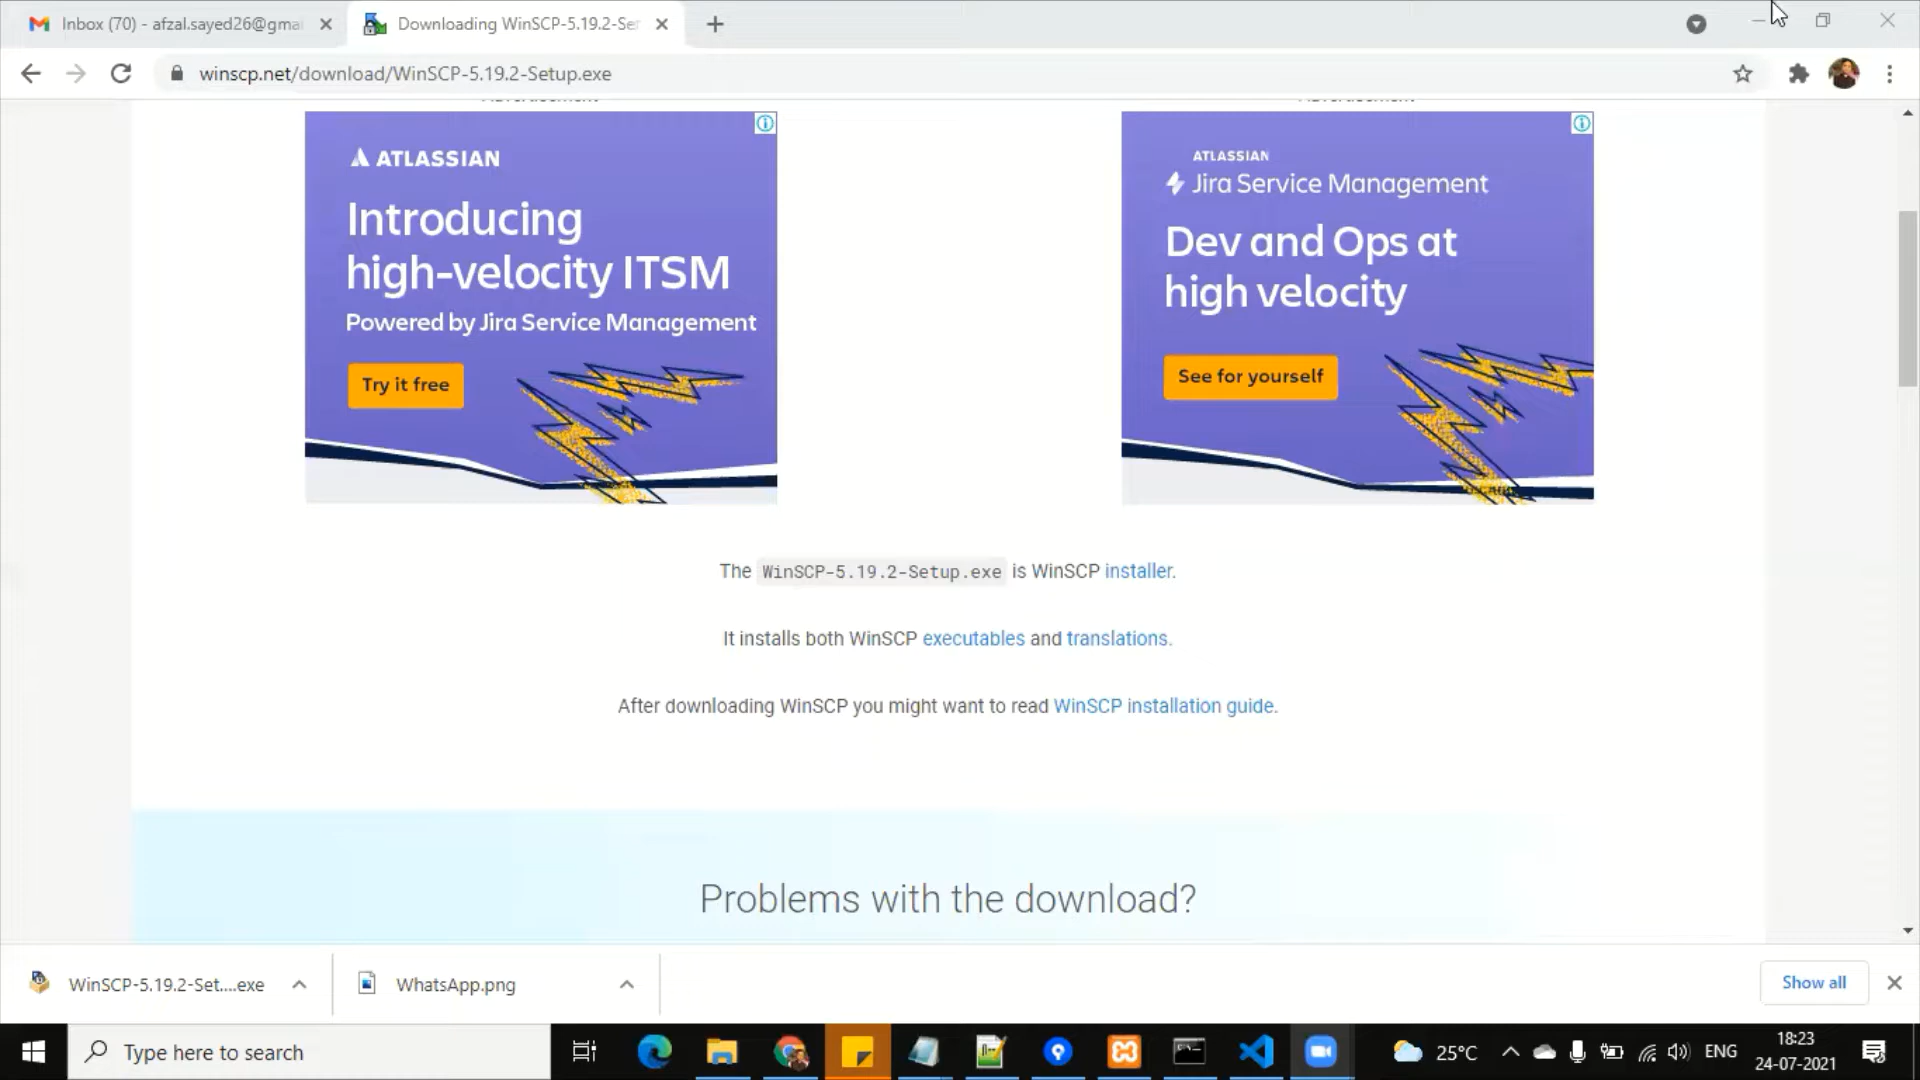 Inbox (70) - afzal.sayed26@gmai
Downloading WinSCP-5.19.2-Se
winscp.net/download/WinSCP-5.19.2-Setup.exe
ATLASSIAN
Introducing
high-velocity ITSM
Powered by Jira Service Management
Try it free
ATLASSIAN
Jira Service Management
Dev and Ops at
high velocity
See for yourself
The WinSCP-5.19.2-Setup.exe is WinSCP installer.
It installs both WinSCP executables and translations.
After downloading WinSCP you might want to read WinSCP installation guide.
Problems with the download?
WinSCP-5.19.2-Set....exe
WhatsApp.png
Show all
Type here to search
25°C
ENG
18:23
24-07-2021